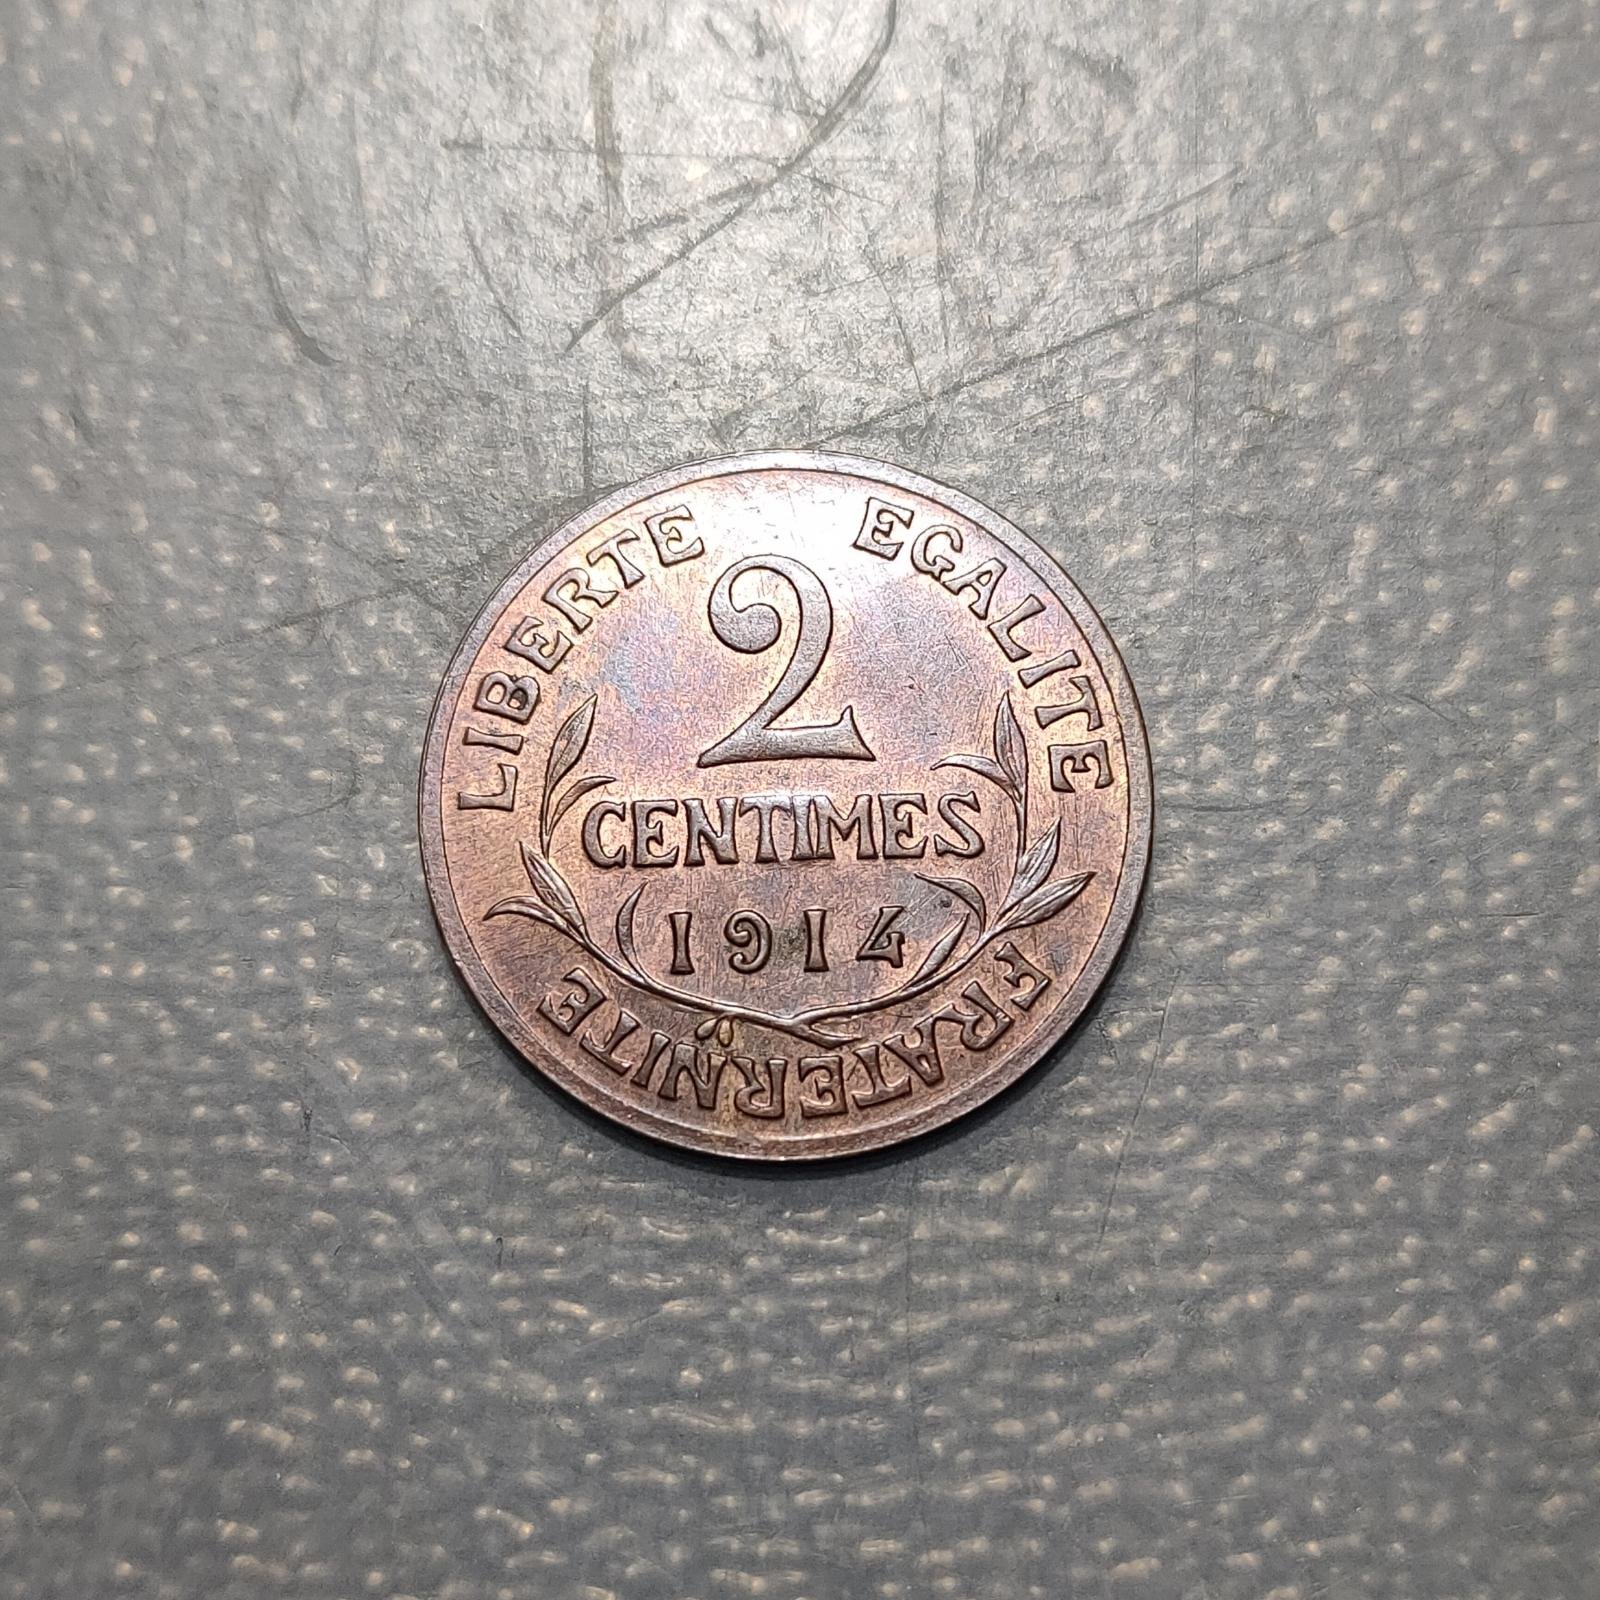 LIBERTE EGALITE
2
CENTIMES
1914
FRATERNITE